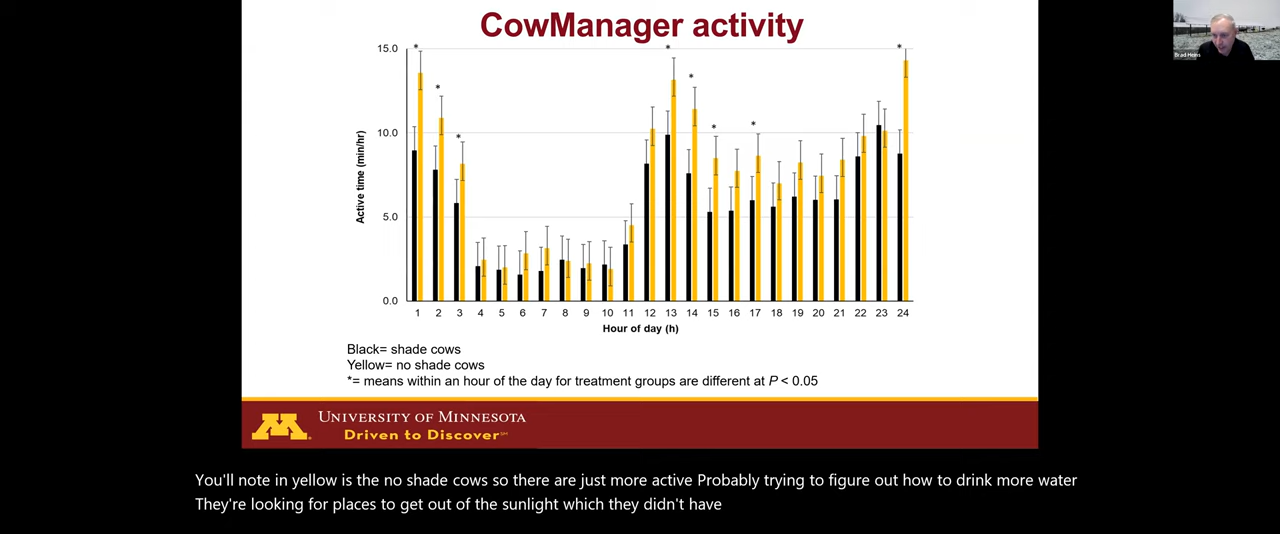 CowManager activity
Brad Heins
15.0
10.0
5.0
0.0
Active time (min/hr)
* * * * * * * *
1 2 3 4 5 6 7 8 9 10 11 12 13 14 15 16 17 18 19 20 21 22 23 24
Hour of day (h)
Black= shade cows
Yellow= no shade cows
*= means within an hour of the day for treatment groups are different at P < 0.05
M
UNIVERSITY OF MINNESOTA
Driven to Discover℠
You'll note in yellow is the no shade cows so there are just more active Probably trying to figure out how to drink more water
They're looking for places to get out of the sunlight which they didn't have